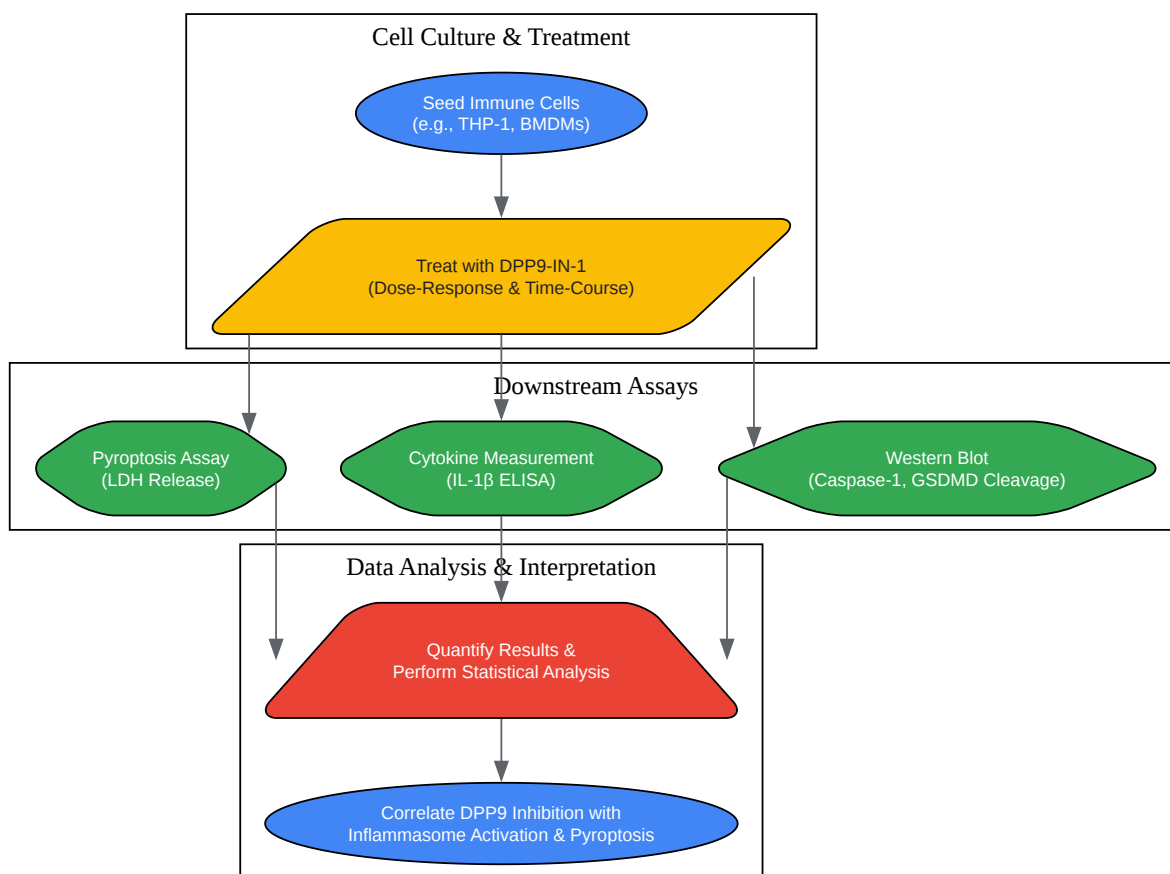 Cell Culture & Treatment
Seed Immune Cells
(e.g., THP-1, BMDMs)
Treat with DPP9-IN-1
(Dose-Response & Time-Course)
Downstream Assays
Pyroptosis Assay
(LDH Release)
Cytokine Measurement
(IL-1β ELISA)
Western Blot
(Caspase-1, GSDMD Cleavage)
Data Analysis & Interpretation
Quantify Results &
Perform Statistical Analysis
Correlate DPP9 Inhibition with
Inflammasome Activation & Pyroptosis